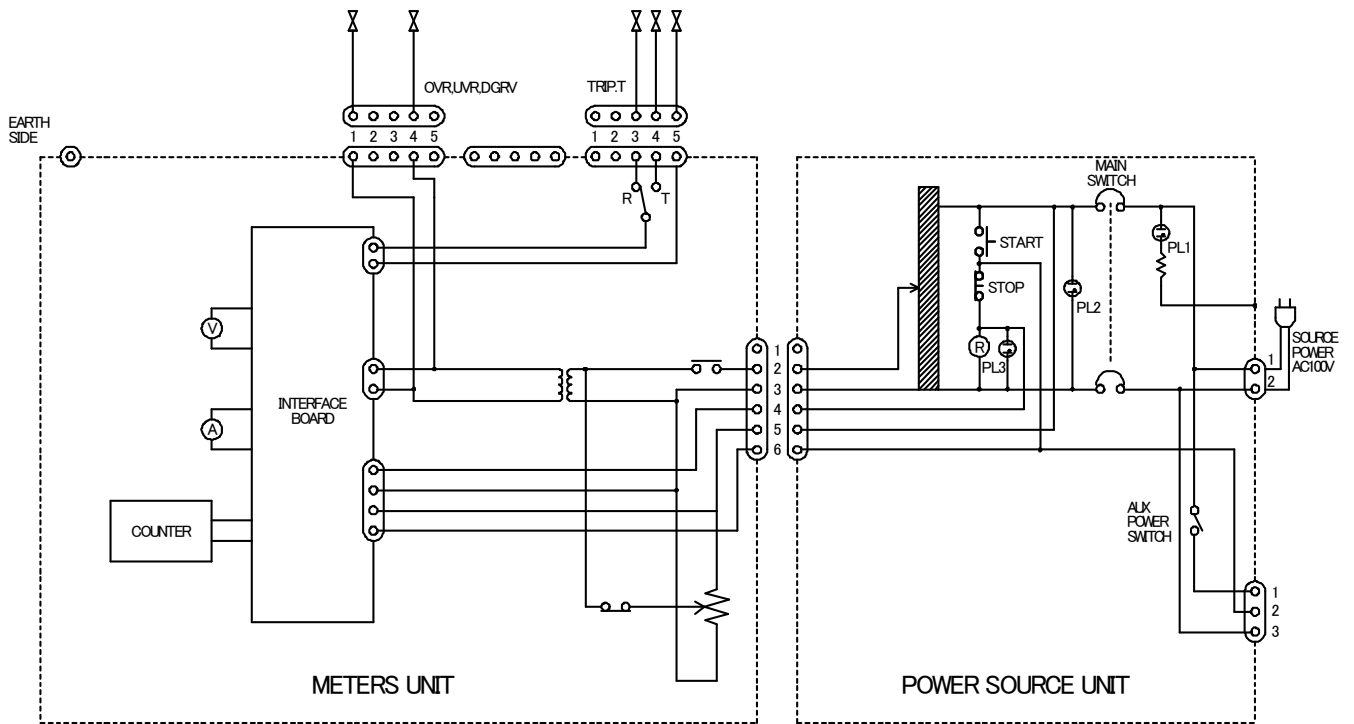 OVR,UVR,DGRV
TRIP.T
EARTH
SIDE
1 2 3 4 5
1 2 3 4 5
R
T
V
A
INTERFACE
BOARD
COUNTER
METERS UNIT
1
2
3
4
5
6
MAIN
SWITCH
START
STOP
R
PL3
PL2
PL1
1
2
SOURCE
POWER
AC100V
AUX
POWER
SWITCH
1
2
3
POWER SOURCE UNIT